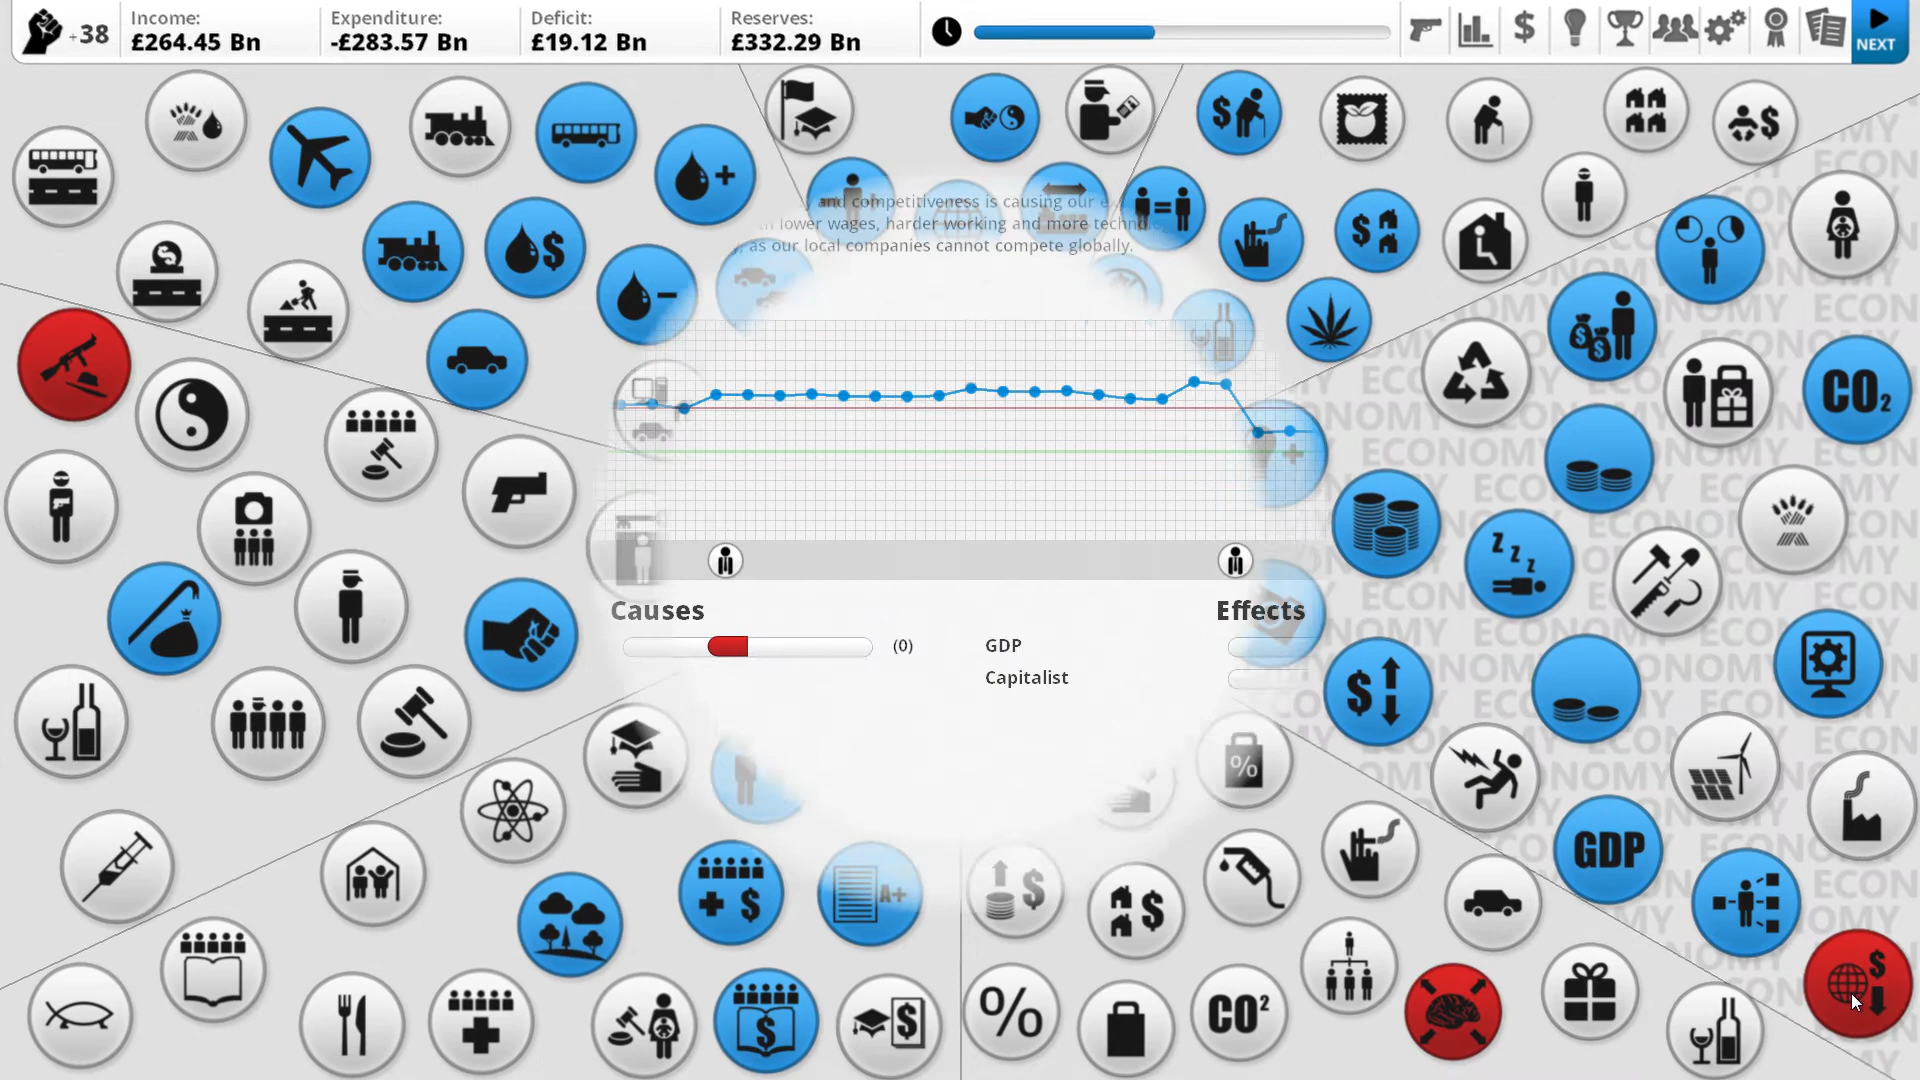 +38
Income:
£264.45 Bn
Expenditure:
-£283.57 Bn
Deficit:
£19.12 Bn
Reserves:
£332.29 Bn
NEXT
and competitiveness is causing our
lower wages, harder working and more
as our local companies cannot compete globally.
Causes
(0)
GDP
Capitalist
Effects
A+
CO2
Z Z Z
GDP
%
%
CO²
ECONOMY